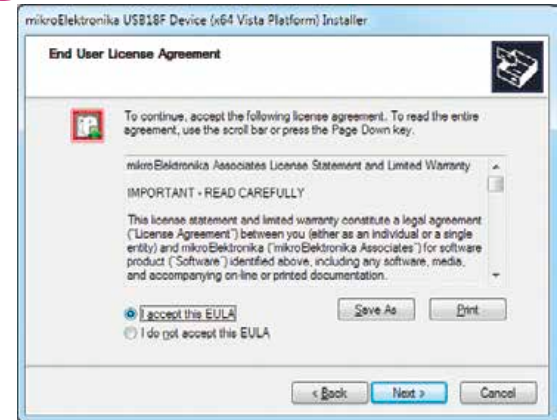 mikroElektronika USB18F Device (x64 Vista Platform) Installer
End User License Agreement
To continue, accept the following license agreement. To read the entire
agreement, use the scroll bar or press the Page Down key.
mikroElektronika Associates License Statement and Limited Warranty
IMPORTANT - READ CAREFULLY
This license statement and limited warranty constitute a legal agreement
("License Agreement") between you (either as an individual or a single
entity) and mikroElektronika ("mikroElektronika Associates") for software
product ("Software") identified above, including any software, media,
and accompanying on-line or printed documentation.
I accept this EULA
Save As
Print
I do not accept this EULA
< Back
Next >
Cancel